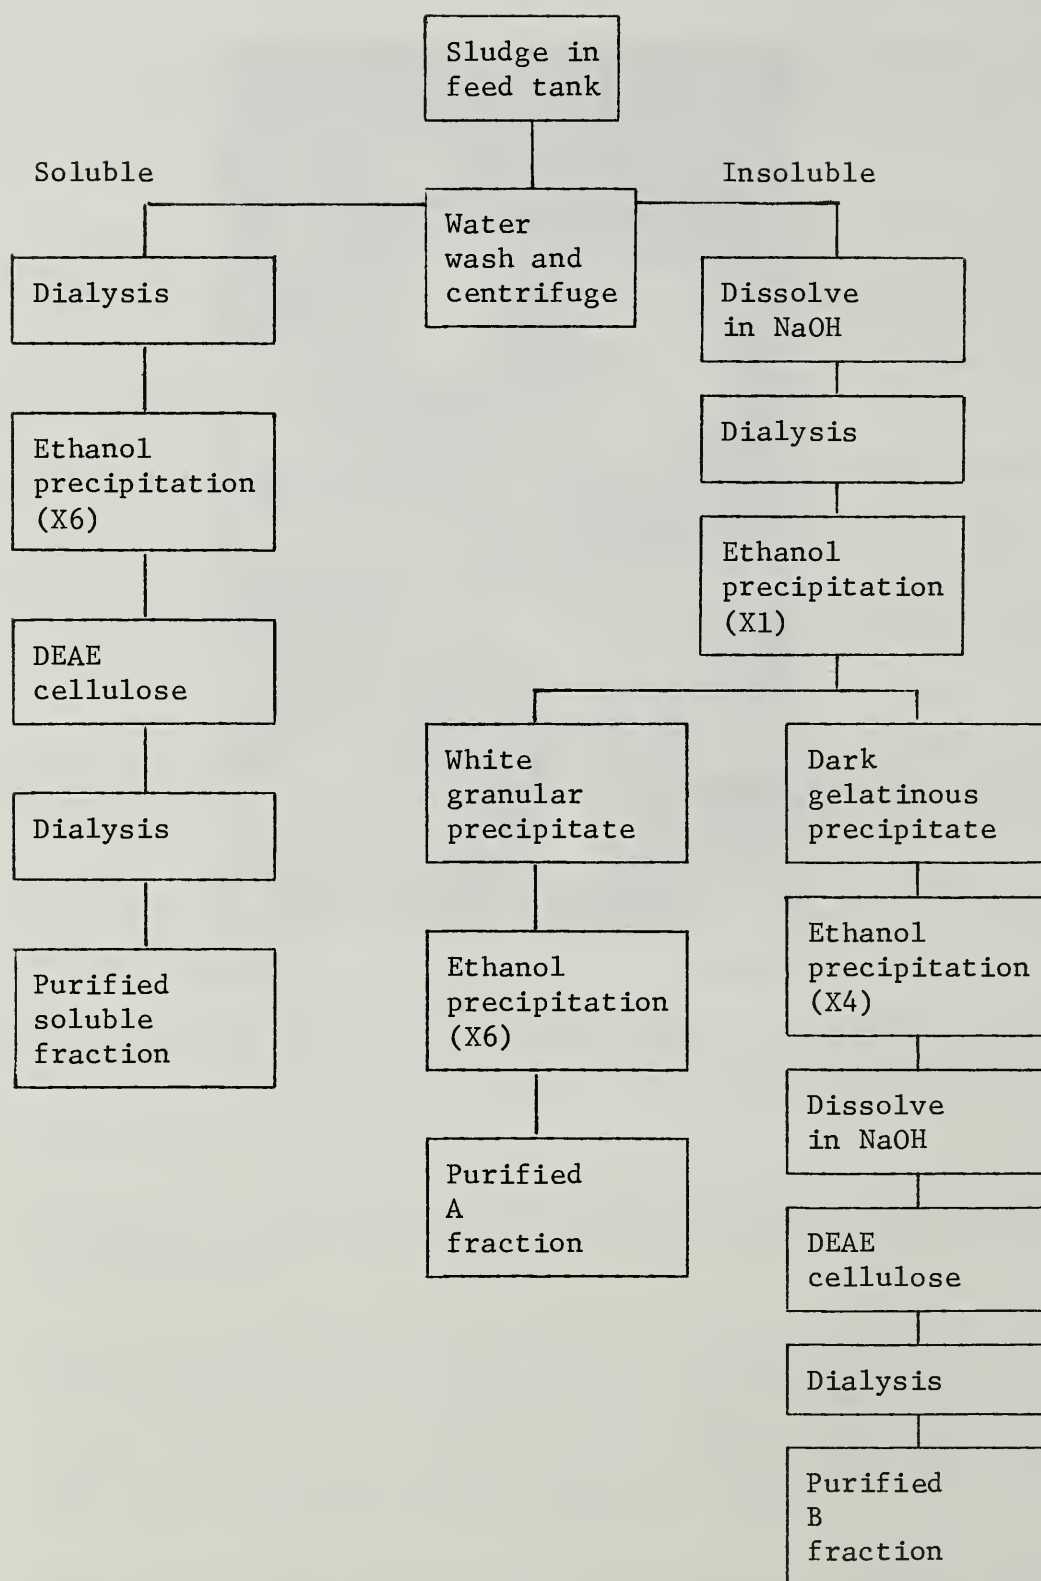 Sludge in
feed tank
Soluble
Insoluble
Water
wash and
centrifuge
Dialysis
Ethanol
precipitation
(X6)
DEAE
cellulose
Dialysis
Purified
soluble
fraction
Dissolve
in NaOH
Dialysis
Ethanol
precipitation
(X1)
White
granular
precipitate
Ethanol
precipitation
(X6)
Purified
A
fraction
Dark
gelatinous
precipitate
Ethanol
precipitation
(X4)
Dissolve
in NaOH
DEAE
cellulose
Dialysis
Purified
B
fraction